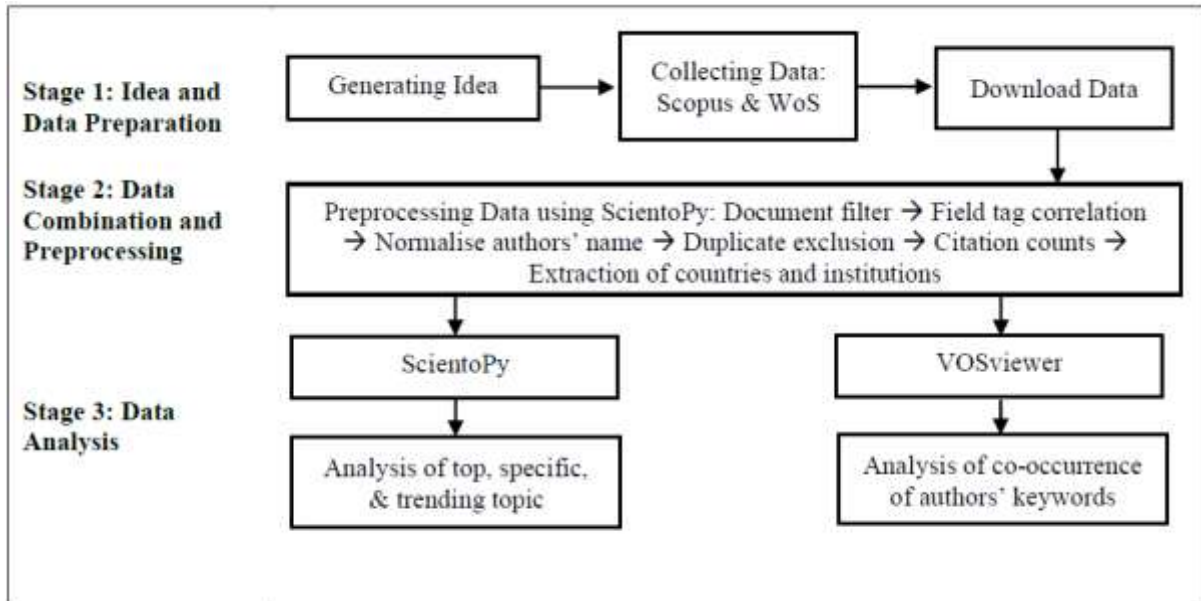 Stage 1: Idea and
Data Preparation
Generating Idea
Collecting Data:
Scopus & WoS
Download Data
Stage 2: Data
Combination and
Preprocessing
Preprocessing Data using ScientoPy: Document filter → Field tag correlation
→ Normalise authors’ name → Duplicate exclusion → Citation counts →
Extraction of countries and institutions
Stage 3: Data
Analysis
ScientoPy
VOSviewer
Analysis of top, specific,
& trending topic
Analysis of co-occurrence
of authors’ keywords